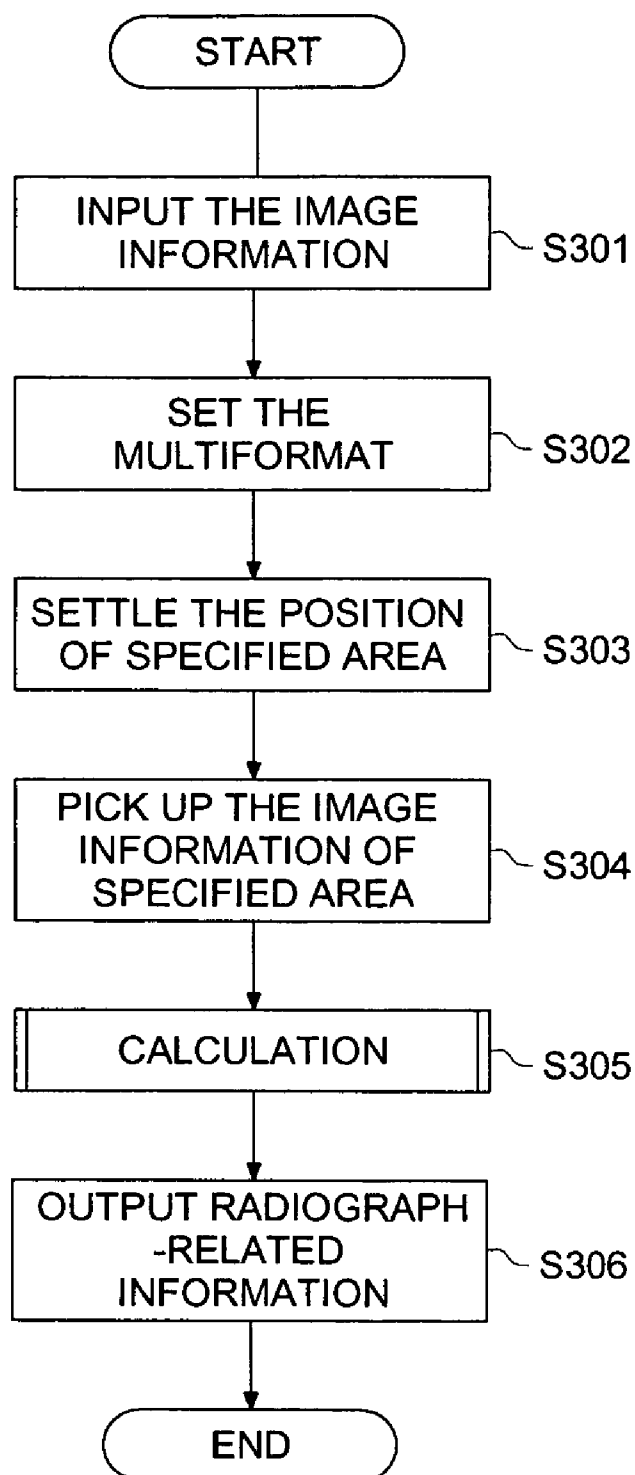 START
INPUT THE IMAGE
INFORMATION
S301
SET THE
MULTIFORMAT
S302
SETTLE THE POSITION
OF SPECIFIED AREA
S303
PICK UP THE IMAGE
INFORMATION OF
SPECIFIED AREA
S304
CALCULATION
S305
OUTPUT RADIOGRAPH
-RELATED
INFORMATION
S306
END